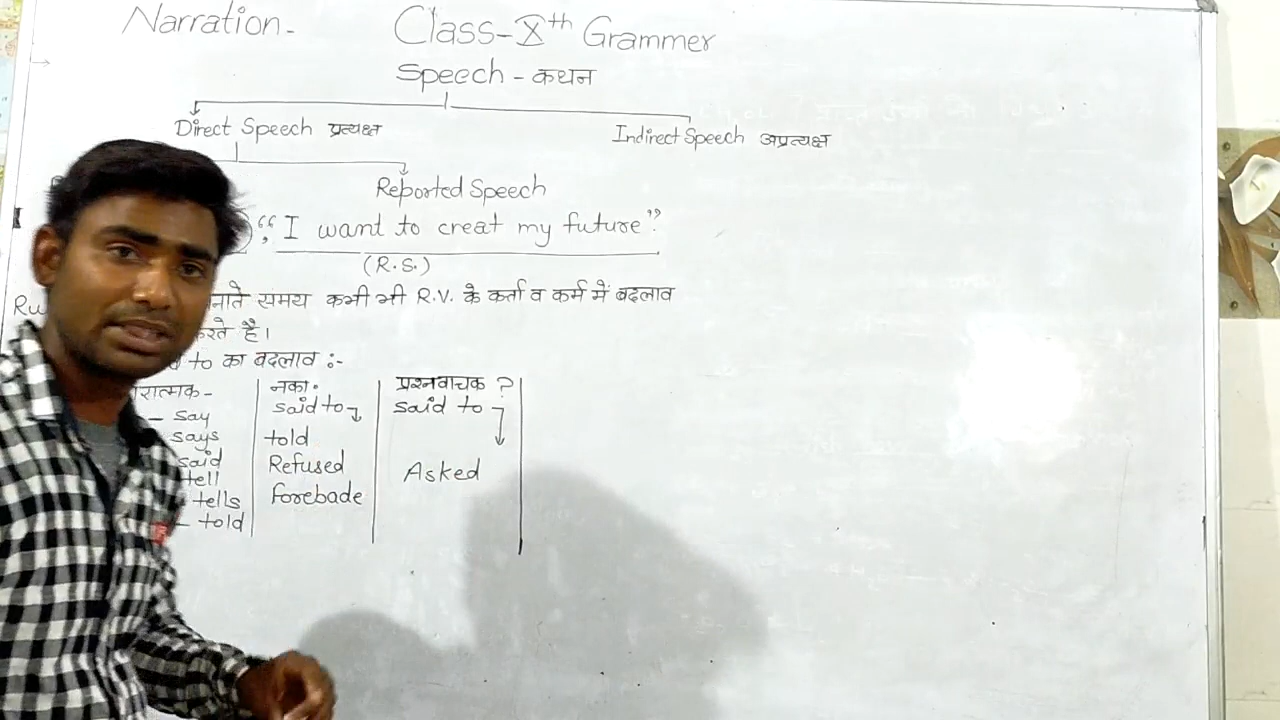 Narration - Class-Xth Grammer
Speech - कथन
Direct Speech प्रत्यक्ष Indirect Speech अप्रत्यक्ष
Reported Speech
“ I want to creat my future”.
(R.S.)
समय कभी भी R.V. के कर्ता व कर्म में बदलाव
करते है।
to का बदलाव :-
नका. प्रश्नवाचक ?
- say said to said to
says told
said Refused Asked
tell
tells forebade
- told